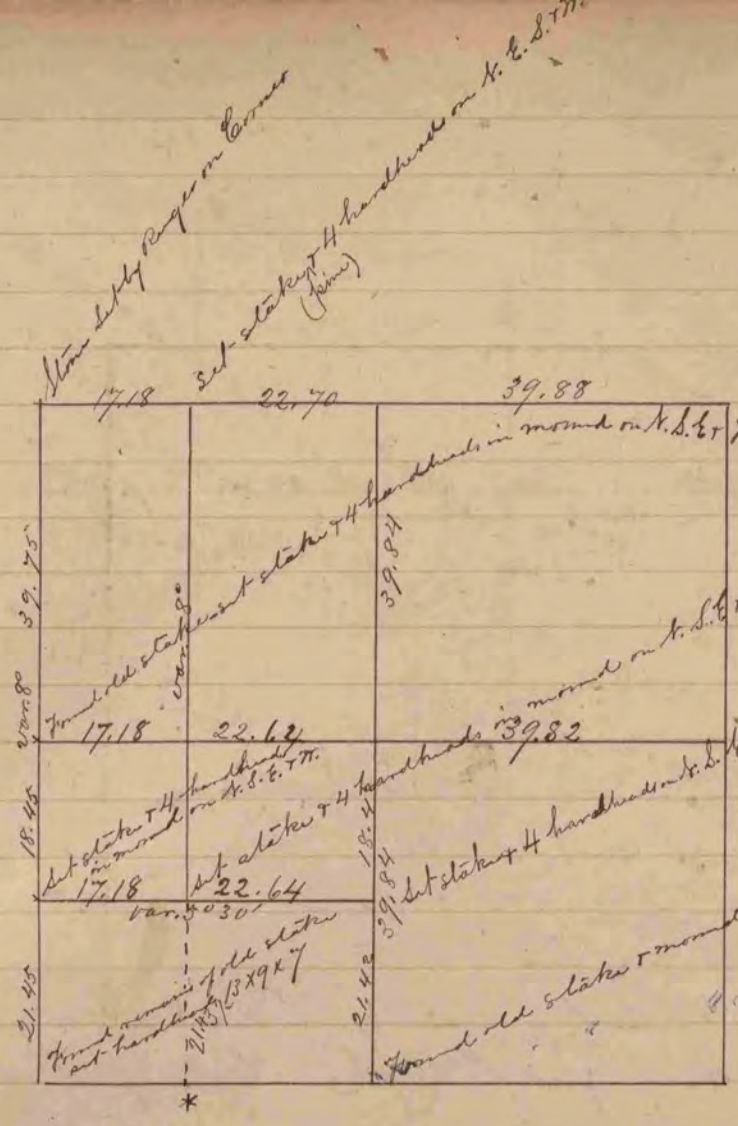 Stone Set by Ranger on Corner
Set stake & 4 hardheads on N. E. S. & W.
(pine)
17.18 22.70 39.88
Found old stake set stake & 4 hardheads in mound on N. S. E &
39.75
var. 8°
39.84
var. 8°
17.18 22.62 39.82
Set stake & 4 hardheads
in mound on N. S. E. & W.
Set stake & 4 hardheads in mound on N. S. E
18.45
18.4
39.84
Set stake & 4 hardheads on N. S.
17.18 22.64
var. 5° 30'
Found remains of old stake
set hardhead 13 X 9 X 7
21.45
21.43
21.42
Found old stake & mound
*